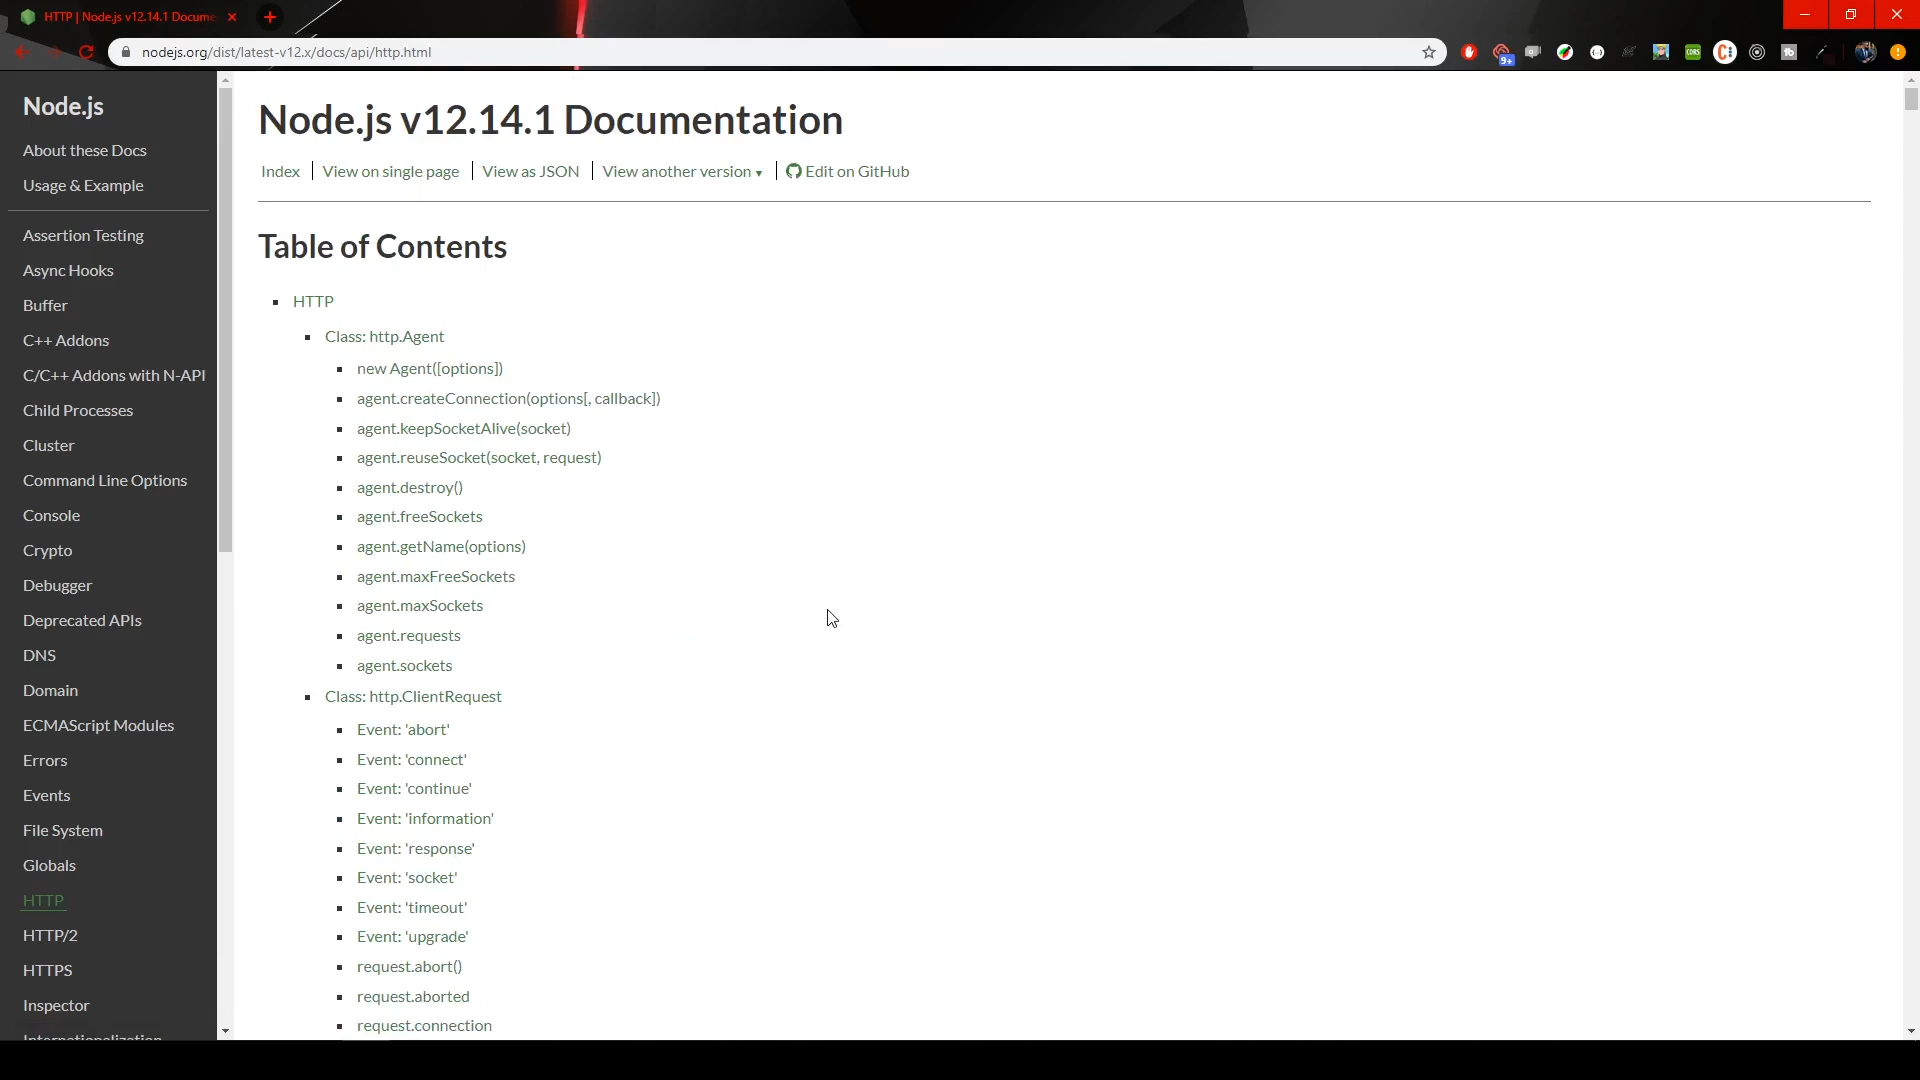 HTTP | Node.js v12.14.1 Docume
nodejs.org/dist/latest-v12.x/docs/api/http.html
9+
CORS
Node.js
About these Docs
Usage & Example
Assertion Testing
Async Hooks
Buffer
C++ Addons
C/C++ Addons with N-API
Child Processes
Cluster
Command Line Options
Console
Crypto
Debugger
Deprecated APIs
DNS
Domain
ECMAScript Modules
Errors
Events
File System
Globals
HTTP
HTTP/2
HTTPS
Inspector
Internationalization
Node.js v12.14.1 Documentation
Index
View on single page
View as JSON
View another version ▼
Edit on GitHub
Table of Contents
HTTP
Class: http.Agent
new Agent([options])
agent.createConnection(options[, callback])
agent.keepSocketAlive(socket)
agent.reuseSocket(socket, request)
agent.destroy()
agent.freeSockets
agent.getName(options)
agent.maxFreeSockets
agent.maxSockets
agent.requests
agent.sockets
Class: http.ClientRequest
Event: 'abort'
Event: 'connect'
Event: 'continue'
Event: 'information'
Event: 'response'
Event: 'socket'
Event: 'timeout'
Event: 'upgrade'
request.abort()
request.aborted
request.connection